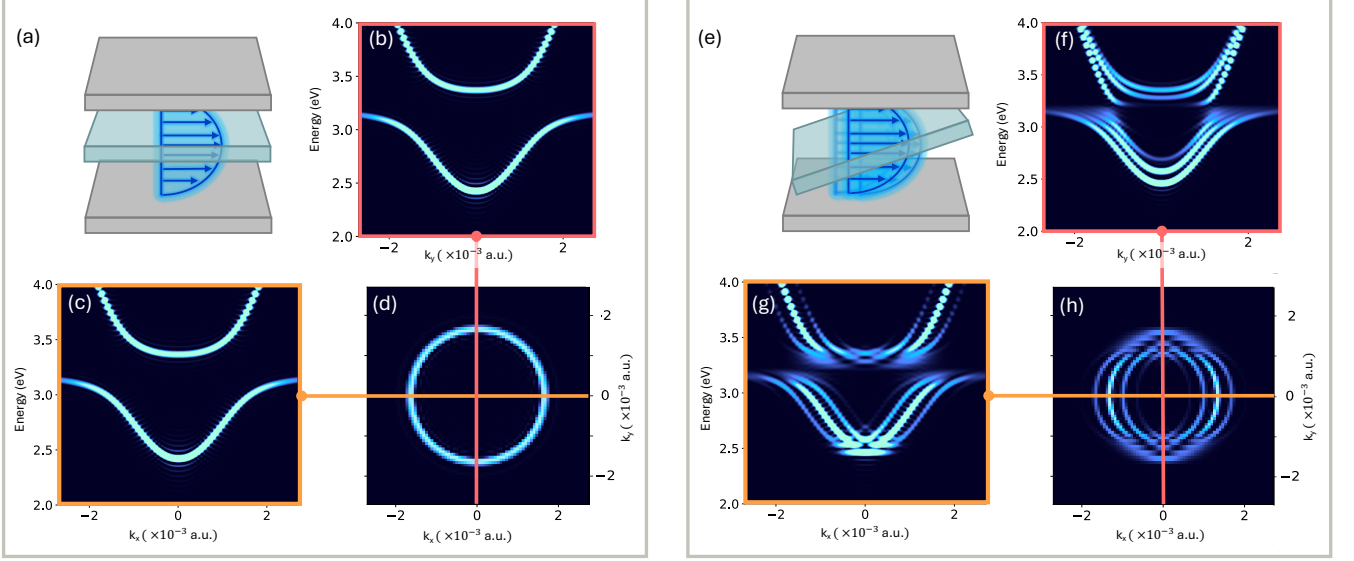 (a)
(b)
4.0
3.5
3.0
2.5
2.0
Energy (eV)
−2
0
2
k_y ( ×10⁻³ a.u.)
(c)
4.0
3.5
3.0
2.5
2.0
Energy (eV)
−2
0
2
kₓ ( ×10⁻³ a.u.)
(d)
2
0
−2
k_y ( ×10⁻³ a.u.)
−2
0
2
kₓ ( ×10⁻³ a.u.)
(e)
(f)
4.0
3.5
3.0
2.5
2.0
Energy (eV)
−2
0
2
k_y ( ×10⁻³ a.u.)
(g)
4.0
3.5
3.0
2.5
2.0
Energy (eV)
−2
0
2
kₓ ( ×10⁻³ a.u.)
(h)
2
0
−2
k_y ( ×10⁻³ a.u.)
−2
0
2
kₓ ( ×10⁻³ a.u.)